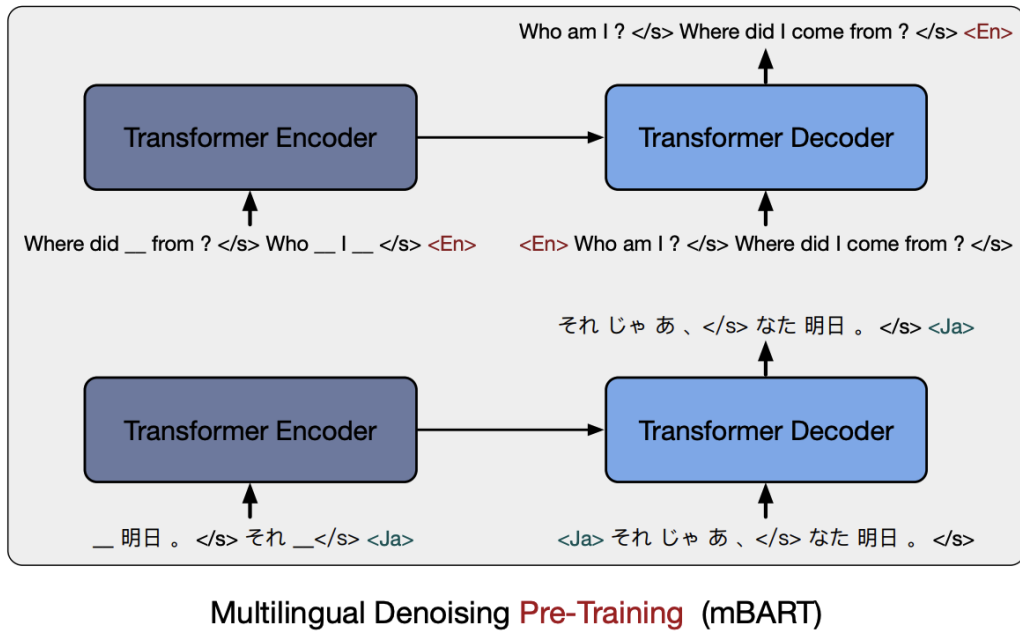 Who am I ? </s> Where did I come from ? </s> <En>
Transformer Encoder
Transformer Decoder
Where did __ from ? </s> Who __ I __ </s> <En>
<En> Who am I ? </s> Where did I come from ? </s>
それ じゃ あ 、</s> なた 明日 。 </s> <Ja>
Transformer Encoder
Transformer Decoder
__ 明日 。 </s> それ __</s> <Ja>
<Ja> それ じゃ あ 、</s> なた 明日 。 </s>
Multilingual Denoising Pre-Training (mBART)